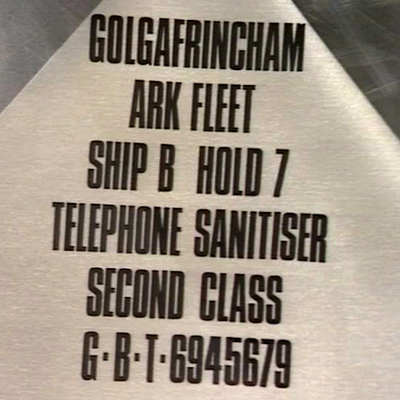 GOLGAFRINCHAM
ARK FLEET
SHIP B HOLD 7
TELEPHONE SANITISER
SECOND CLASS
G·B·T·6945679